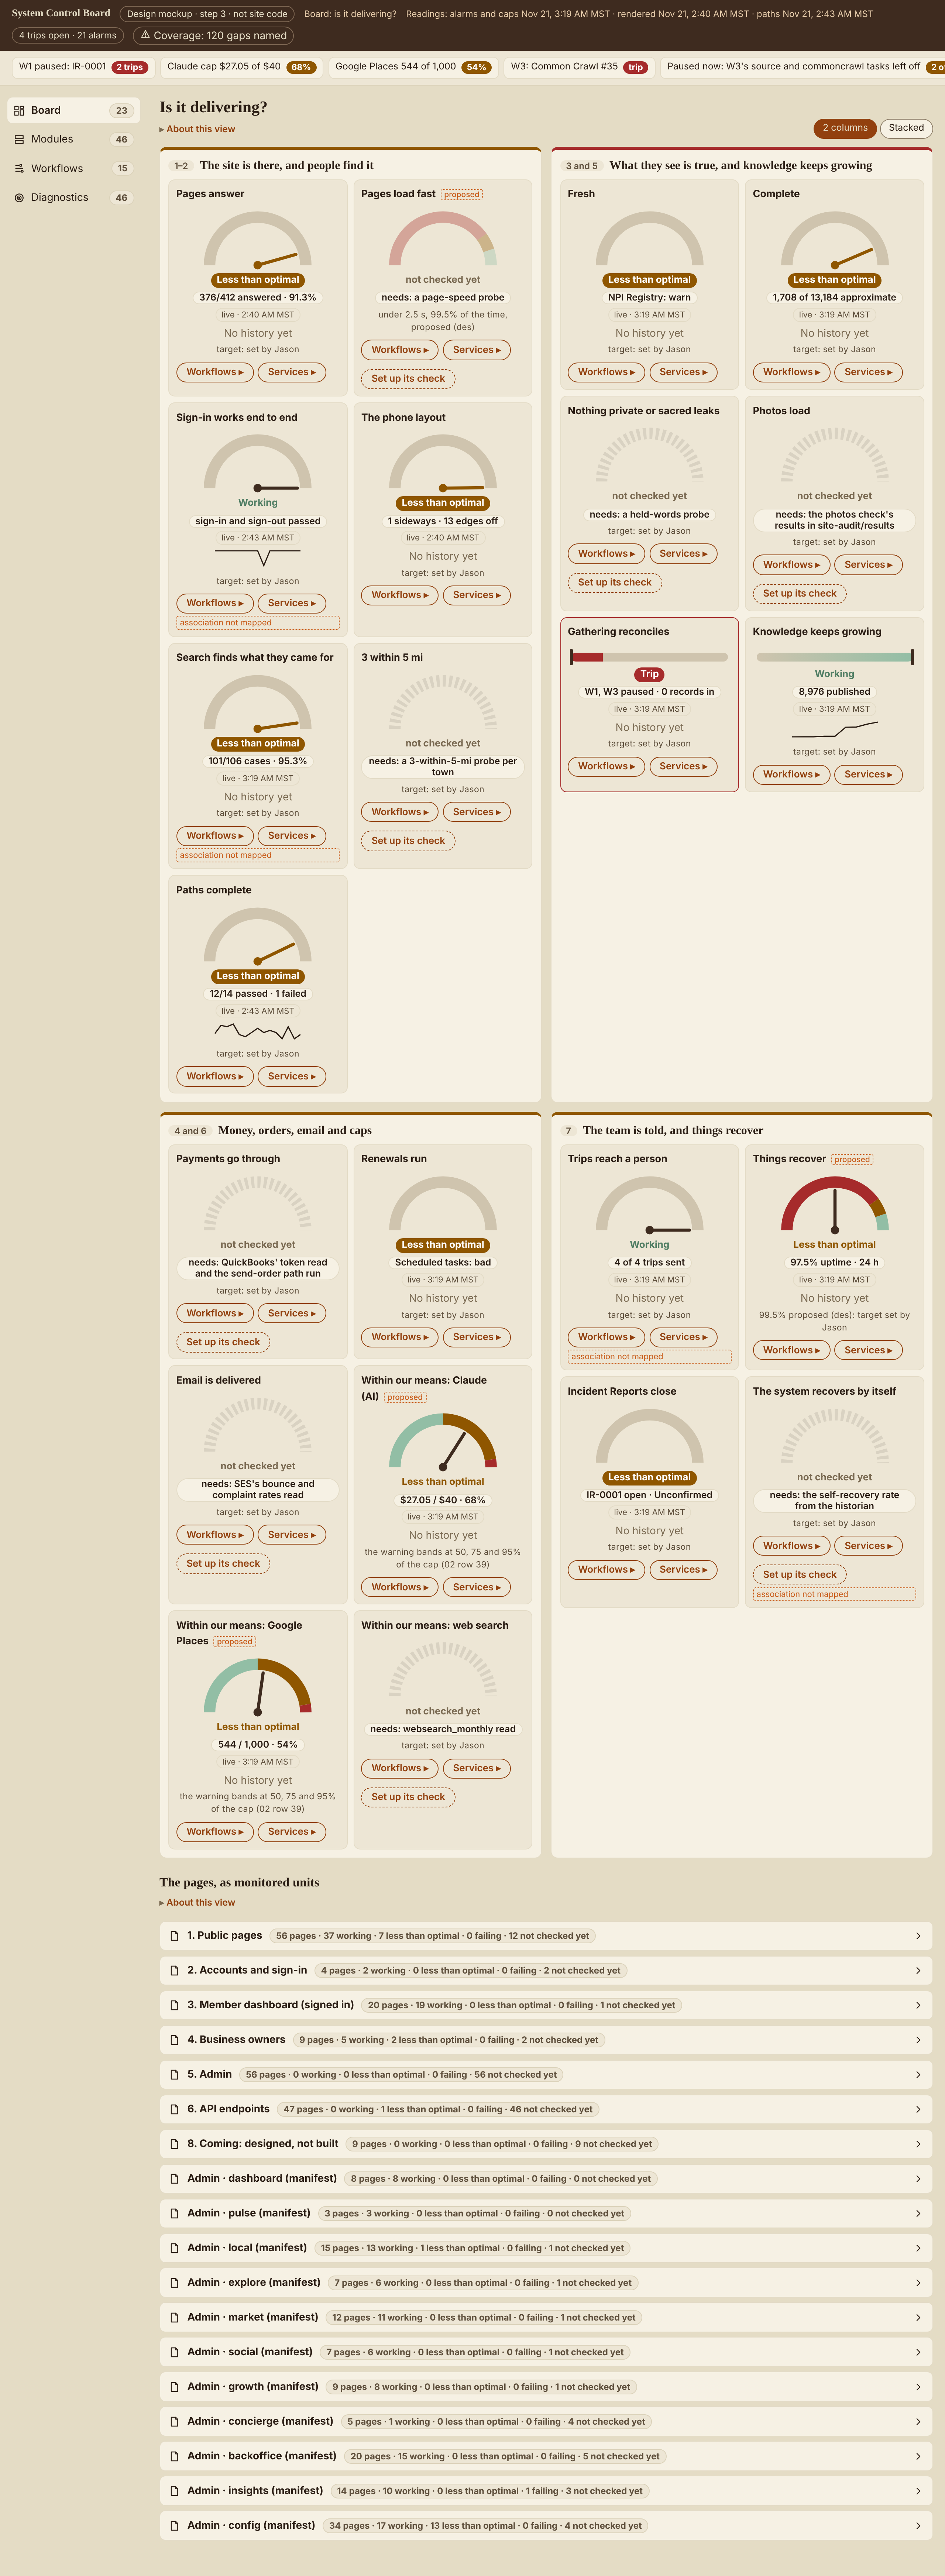 System Control Board
Design mockup · step 3 · not site code
Board: is it delivering?
Readings: alarms and caps Nov 21, 3:19 AM MST · rendered Nov 21, 2:40 AM MST · paths Nov 21, 2:43 AM MST
4 trips open · 21 alarms
Coverage: 120 gaps named
W1 paused: IR-0001 2 trips
Claude cap $27.05 of $40 68%
Google Places 544 of 1,000 54%
W3: Common Crawl #35 trip
Paused now: W3's source and commoncrawl tasks left off
Board 23
Modules 46
Workflows 15
Diagnostics 46
Is it delivering?
▸ About this view
2 columns
Stacked
1–2 The site is there, and people find it
Pages answer
Less than optimal
376/412 answered · 91.3%
live · 2:40 AM MST
No history yet
target: set by Jason
Workflows ▸ Services ▸
Pages load fast proposed
not checked yet
needs: a page-speed probe
under 2.5 s, 99.5% of the time,
proposed (des)
Workflows ▸ Services ▸
Set up its check
Sign-in works end to end
Working
sign-in and sign-out passed
live · 2:43 AM MST
target: set by Jason
Workflows ▸ Services ▸
association not mapped
The phone layout
Less than optimal
1 sideways · 13 edges off
live · 2:40 AM MST
No history yet
target: set by Jason
Workflows ▸ Services ▸
Search finds what they came for
Less than optimal
101/106 cases · 95.3%
live · 3:19 AM MST
No history yet
target: set by Jason
Workflows ▸ Services ▸
association not mapped
3 within 5 mi
not checked yet
needs: a 3-within-5-mi probe per
town
target: set by Jason
Workflows ▸ Services ▸
Set up its check
Paths complete
Less than optimal
12/14 passed · 1 failed
live · 2:43 AM MST
target: set by Jason
Workflows ▸ Services ▸
3 and 5 What they see is true, and knowledge keeps growing
Fresh
Less than optimal
NPI Registry: warn
live · 3:19 AM MST
No history yet
target: set by Jason
Workflows ▸ Services ▸
Complete
Less than optimal
1,708 of 13,184 approximate
live · 3:19 AM MST
No history yet
target: set by Jason
Workflows ▸ Services ▸
Nothing private or sacred leaks
not checked yet
needs: a held-words probe
target: set by Jason
Workflows ▸ Services ▸
Set up its check
Photos load
not checked yet
needs: the photos check's
results in site-audit/results
target: set by Jason
Workflows ▸ Services ▸
Set up its check
Gathering reconciles
Trip
W1, W3 paused · 0 records in
live · 3:19 AM MST
No history yet
target: set by Jason
Workflows ▸ Services ▸
Knowledge keeps growing
Working
8,976 published
live · 3:19 AM MST
target: set by Jason
Workflows ▸ Services ▸
4 and 6 Money, orders, email and caps
Payments go through
not checked yet
needs: QuickBooks' token read
and the send-order path run
target: set by Jason
Workflows ▸ Services ▸
Set up its check
Renewals run
Less than optimal
Scheduled tasks: bad
live · 3:19 AM MST
No history yet
target: set by Jason
Workflows ▸ Services ▸
Email is delivered
not checked yet
needs: SES's bounce and
complaint rates read
target: set by Jason
Workflows ▸ Services ▸
Set up its check
Within our means: Claude
(AI) proposed
Less than optimal
$27.05 / $40 · 68%
live · 3:19 AM MST
No history yet
the warning bands at 50, 75 and 95%
of the cap (02 row 39)
Workflows ▸ Services ▸
Within our means: Google
Places proposed
Less than optimal
544 / 1,000 · 54%
live · 3:19 AM MST
No history yet
the warning bands at 50, 75 and 95%
of the cap (02 row 39)
Workflows ▸ Services ▸
Within our means: web search
not checked yet
needs: websearch_monthly read
target: set by Jason
Workflows ▸ Services ▸
Set up its check
7 The team is told, and things recover
Trips reach a person
Working
4 of 4 trips sent
live · 3:19 AM MST
No history yet
target: set by Jason
Workflows ▸ Services ▸
association not mapped
Things recover proposed
Less than optimal
97.5% uptime · 24 h
live · 3:19 AM MST
No history yet
99.5% proposed (des): target set by
Jason
Workflows ▸ Services ▸
Incident Reports close
Less than optimal
IR-0001 open · Unconfirmed
live · 3:19 AM MST
No history yet
target: set by Jason
Workflows ▸ Services ▸
The system recovers by itself
not checked yet
needs: the self-recovery rate
from the historian
target: set by Jason
Workflows ▸ Services ▸
Set up its check
association not mapped
The pages, as monitored units
▸ About this view
1. Public pages 56 pages · 37 working · 7 less than optimal · 0 failing · 12 not checked yet
2. Accounts and sign-in 4 pages · 2 working · 0 less than optimal · 0 failing · 2 not checked yet
3. Member dashboard (signed in) 20 pages · 19 working · 0 less than optimal · 0 failing · 1 not checked yet
4. Business owners 9 pages · 5 working · 2 less than optimal · 0 failing · 2 not checked yet
5. Admin 56 pages · 0 working · 0 less than optimal · 0 failing · 56 not checked yet
6. API endpoints 47 pages · 0 working · 1 less than optimal · 0 failing · 46 not checked yet
8. Coming: designed, not built 9 pages · 0 working · 0 less than optimal · 0 failing · 9 not checked yet
Admin · dashboard (manifest) 8 pages · 8 working · 0 less than optimal · 0 failing · 0 not checked yet
Admin · pulse (manifest) 3 pages · 3 working · 0 less than optimal · 0 failing · 0 not checked yet
Admin · local (manifest) 15 pages · 13 working · 1 less than optimal · 0 failing · 1 not checked yet
Admin · explore (manifest) 7 pages · 6 working · 0 less than optimal · 0 failing · 1 not checked yet
Admin · market (manifest) 12 pages · 11 working · 0 less than optimal · 0 failing · 1 not checked yet
Admin · social (manifest) 7 pages · 6 working · 0 less than optimal · 0 failing · 1 not checked yet
Admin · growth (manifest) 9 pages · 8 working · 0 less than optimal · 0 failing · 1 not checked yet
Admin · concierge (manifest) 5 pages · 1 working · 0 less than optimal · 0 failing · 4 not checked yet
Admin · backoffice (manifest) 20 pages · 15 working · 0 less than optimal · 0 failing · 5 not checked yet
Admin · insights (manifest) 14 pages · 10 working · 0 less than optimal · 1 failing · 3 not checked yet
Admin · config (manifest) 34 pages · 17 working · 13 less than optimal · 0 failing · 4 not checked yet